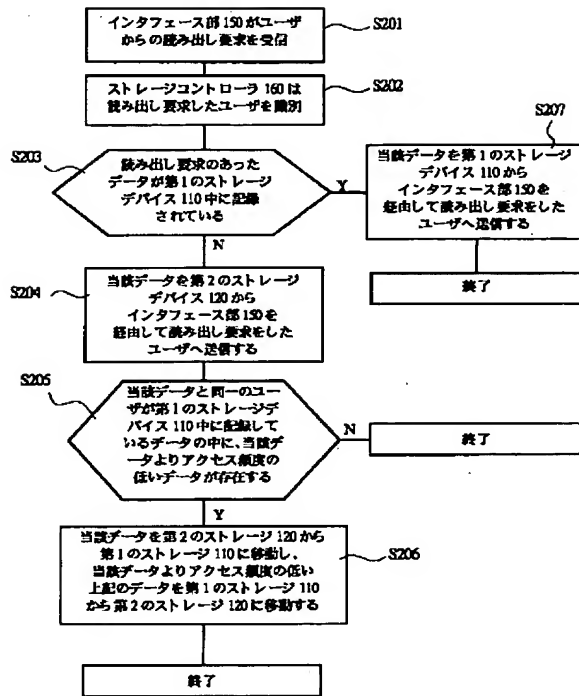 インタフェース部150がユーザ
からの読み出し要求を受信
S201
ストレージコントローラ160は
読み出し要求したユーザを識別
S202
S203
読み出し要求のあった
データが第1のストレージ
デバイス110中に記録
されている
Y
N
S207
当該データを第1のストレージ
デバイス110から
インタフェース部150を
経由して読み出し要求をした
ユーザへ送信する
終了
S204
当該データを第2のストレージ
デバイス120から
インタフェース部150を
経由して読み出し要求をした
ユーザへ送信する
S205
当該データと同一のユー
ザが第1のストレージデバ
イス110中に記録して
いるデータの中に、当該デ
ータよりアクセス頻度の
低いデータが存在する
N
終了
Y
当該データを第2のストレージ120から
第1のストレージ110に移動し、
当該データよりアクセス頻度の低い
上記のデータを第1のストレージ110
から第2のストレージ120に移動する
S206
終了